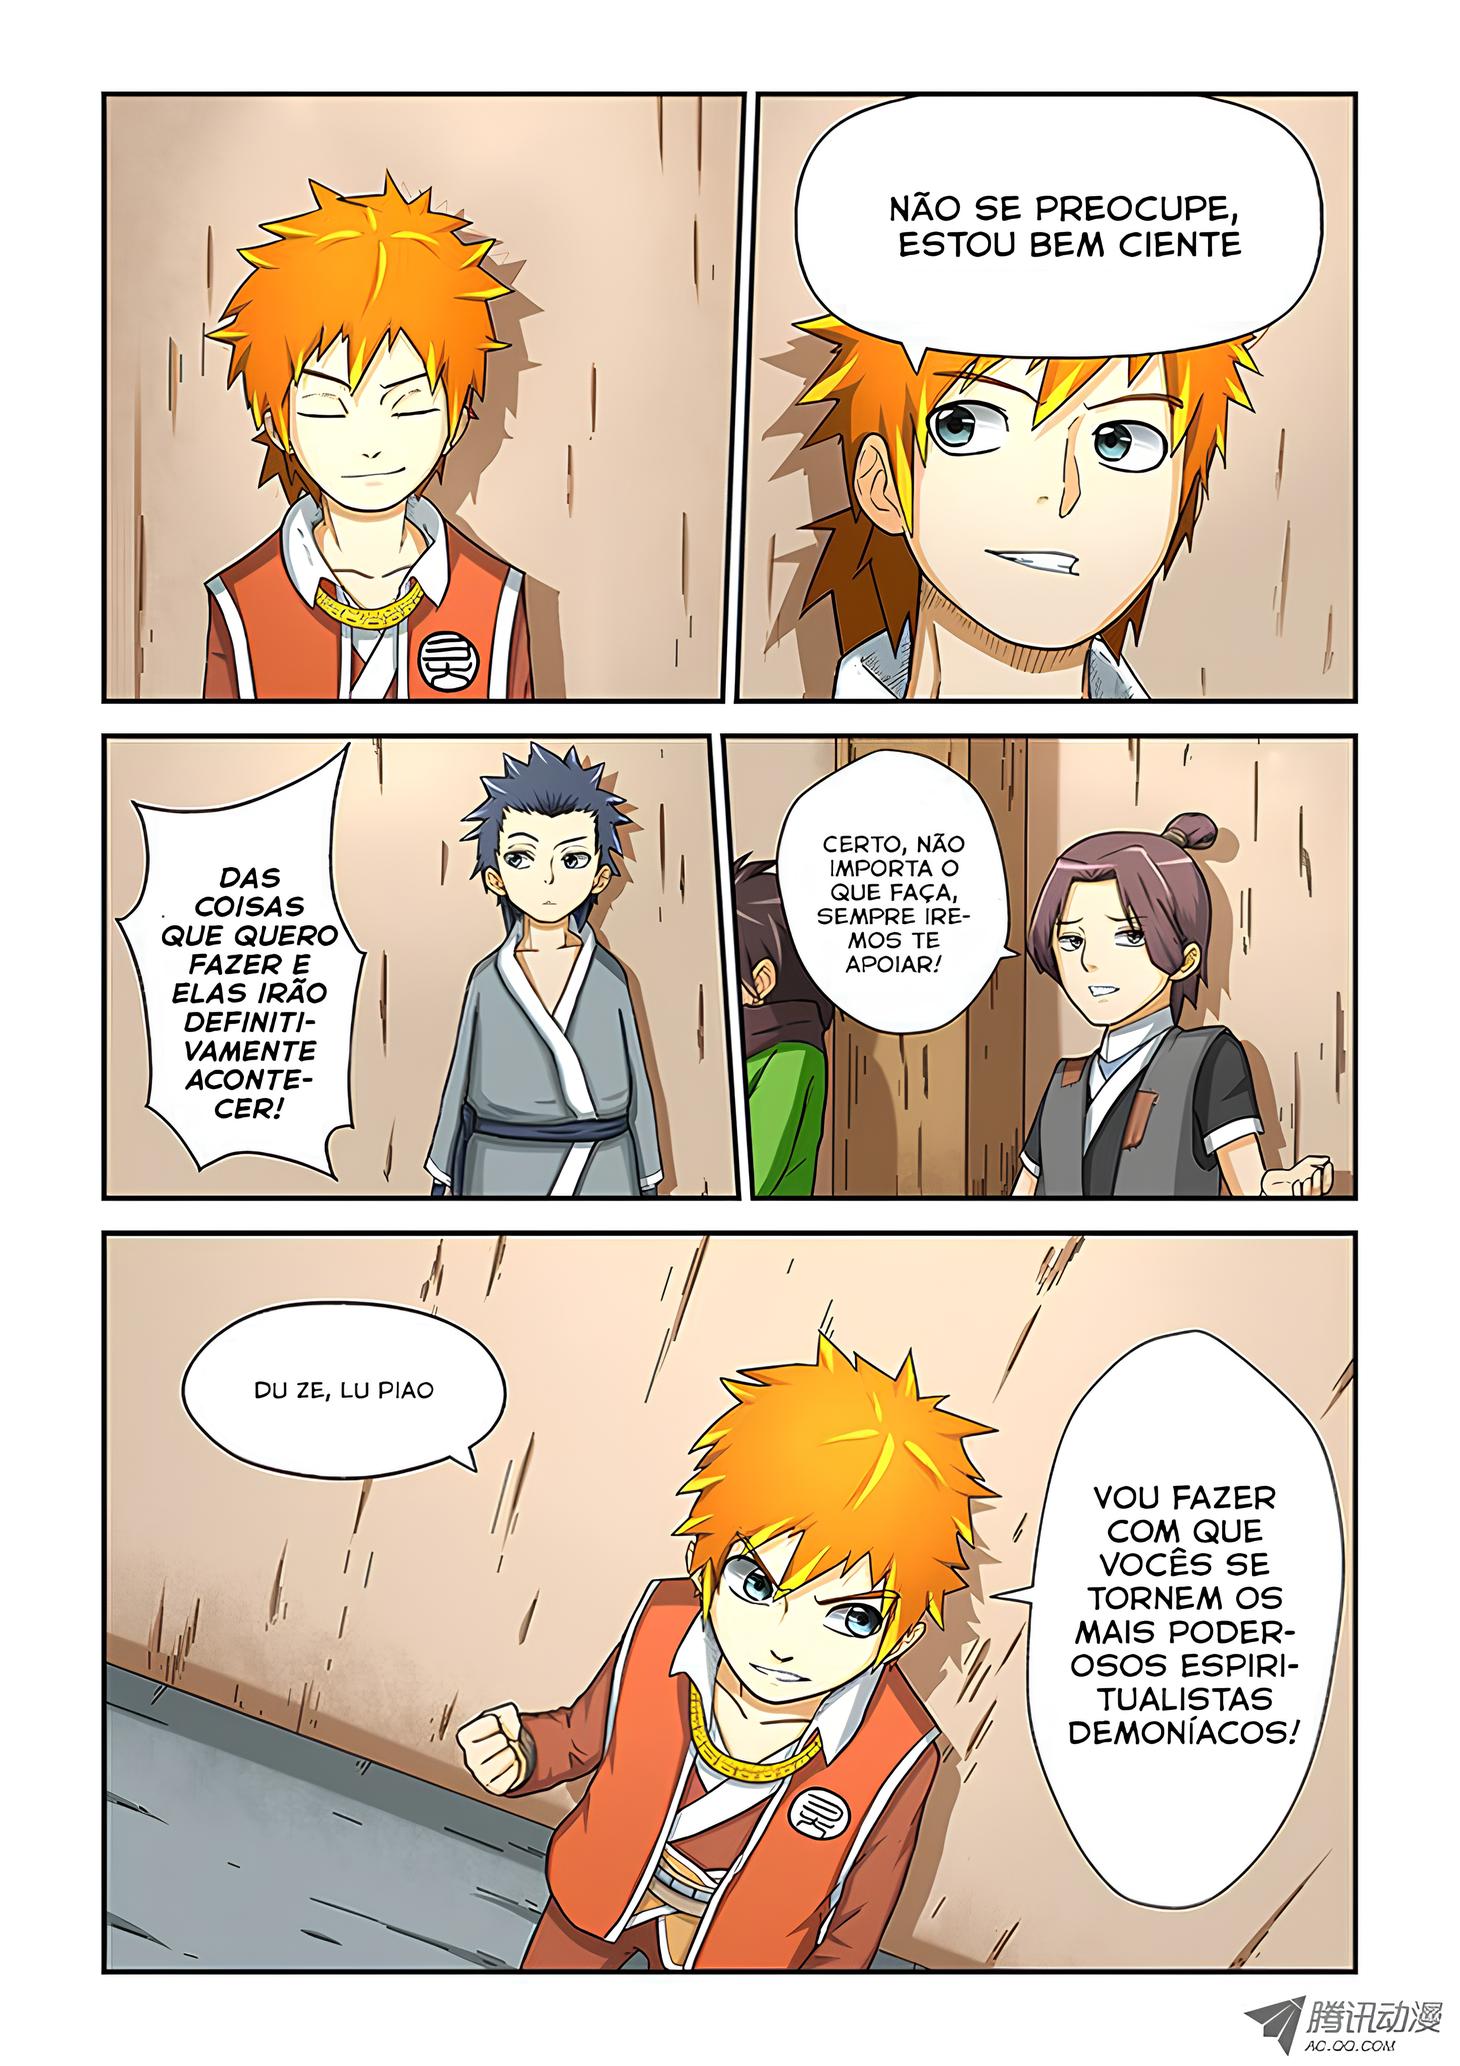 NÃO SE PREOCUPE,
ESTOU BEM CIENTE
DAS
COISAS
QUE QUERO
FAZER E
ELAS IRÃO
DEFINITI-
VAMENTE
ACONTE-
CER!
CERTO, NÃO
IMPORTA O
QUE FAÇA,
SEMPRE IRE-
MOS TE
APOIAR!
DU ZE, LU PIAO
VOU FAZER
COM QUE
VOCÊS SE
TORNEM OS
MAIS PODER-
OSOS ESPIRI-
TUALISTAS
DEMONÍACOS!
腾讯动漫
AC.QQ.COM